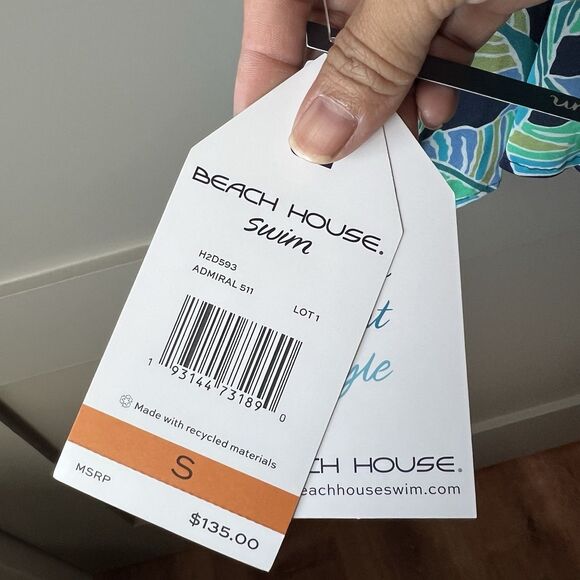 BEACH HOUSE®
swim
H2D593
ADMIRAL 511
LOT 1
1 93144 73189 0
Made with recycled materials
S
MSRP
$135.00
gle
CH HOUSE®
eachhouseswim.com